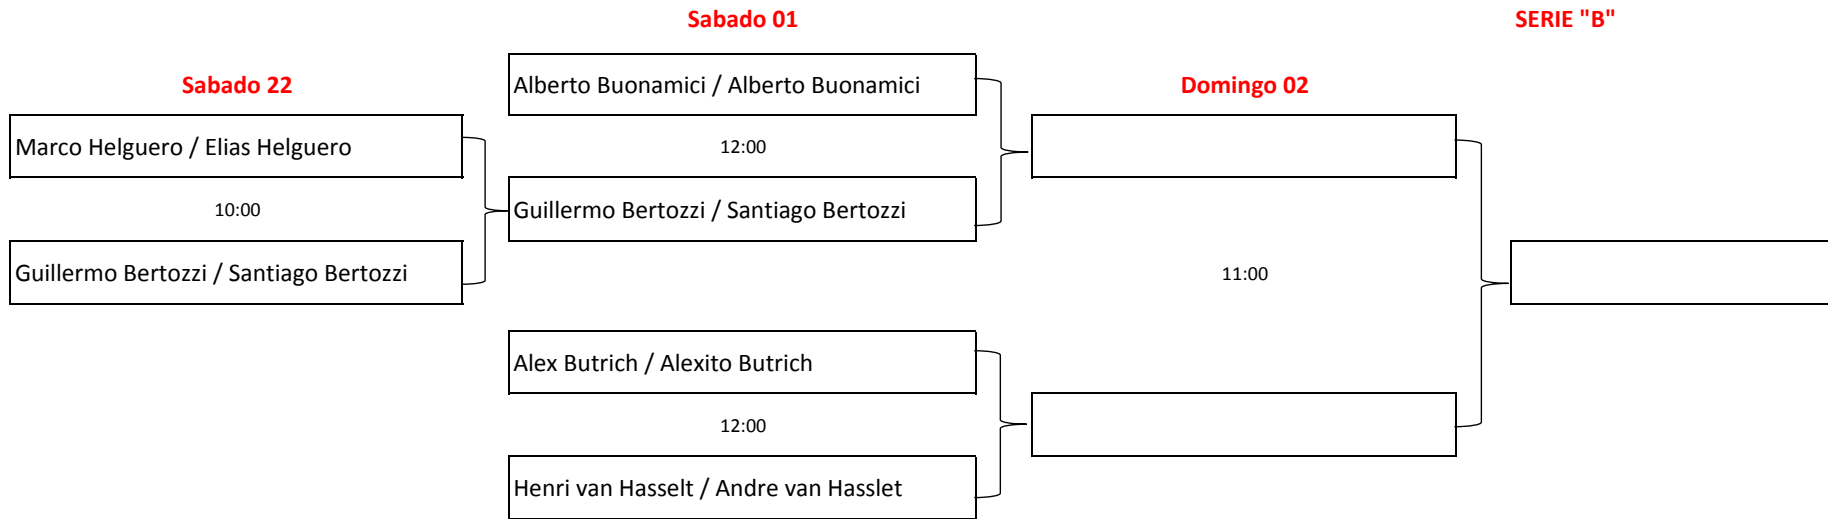 Sabado 01
SERIE "B"
Sabado 22
Alberto Buonamici / Alberto Buonamici
Domingo 02
Marco Helguero / Elias Helguero
12:00
10:00
Guillermo Bertozzi / Santiago Bertozzi
Guillermo Bertozzi / Santiago Bertozzi
11:00
Alex Butrich / Alexito Butrich
12:00
Henri van Hasselt / Andre van Hasslet